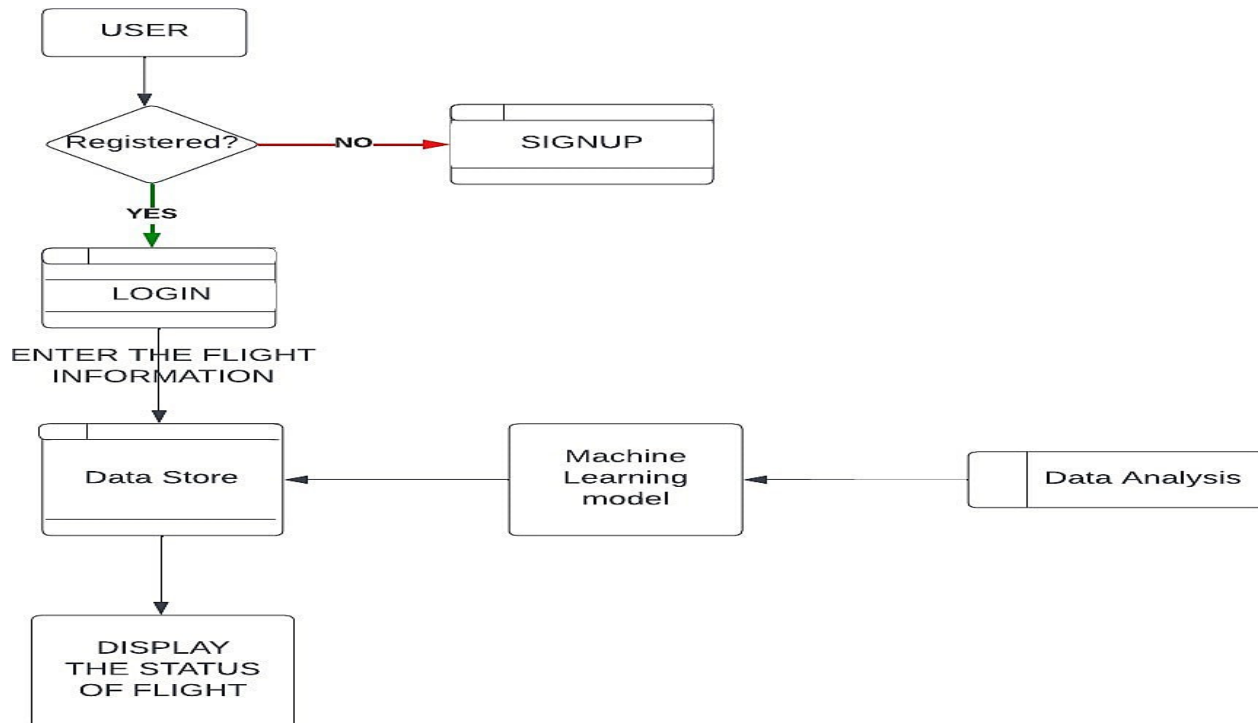 USER
Registered?
NO
SIGNUP
YES
LOGIN
ENTER THE FLIGHT
INFORMATION
Data Store
Machine
Learning
model
Data Analysis
DISPLAY
THE STATUS
OF FLIGHT